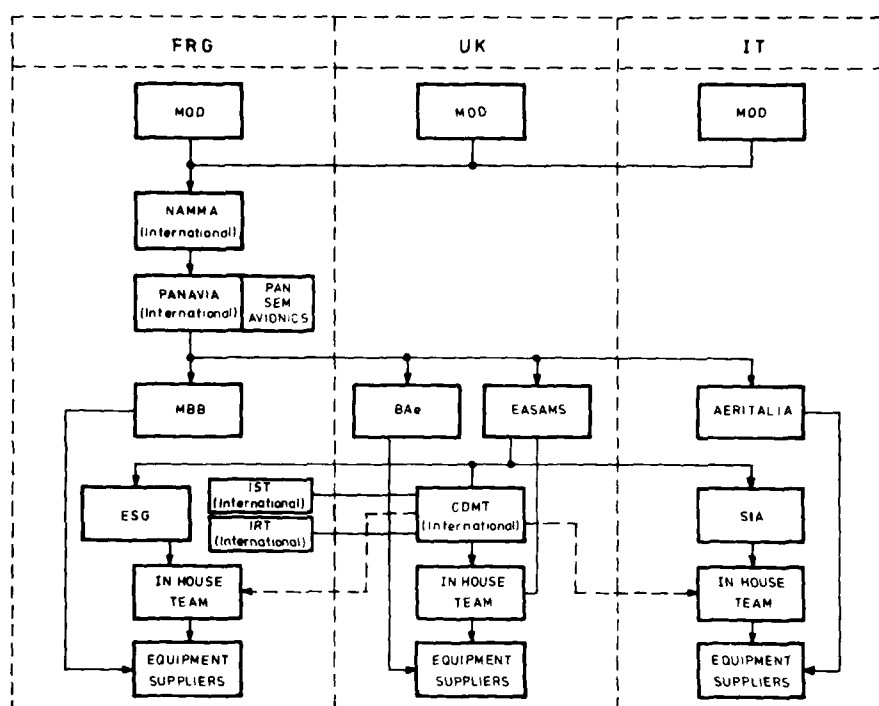 FRG
UK
IT
MOD
MOD
MOD
NAMMA
(International)
PANAVIA
(International)
PAN
SEM
AVIONICS
MBB
BAe
EASAMS
AERITALIA
ESG
IST
(International)
IRT
(International)
CDMT
(International)
SIA
IN HOUSE
TEAM
IN HOUSE
TEAM
IN HOUSE
TEAM
EQUIPMENT
SUPPLIERS
EQUIPMENT
SUPPLIERS
EQUIPMENT
SUPPLIERS